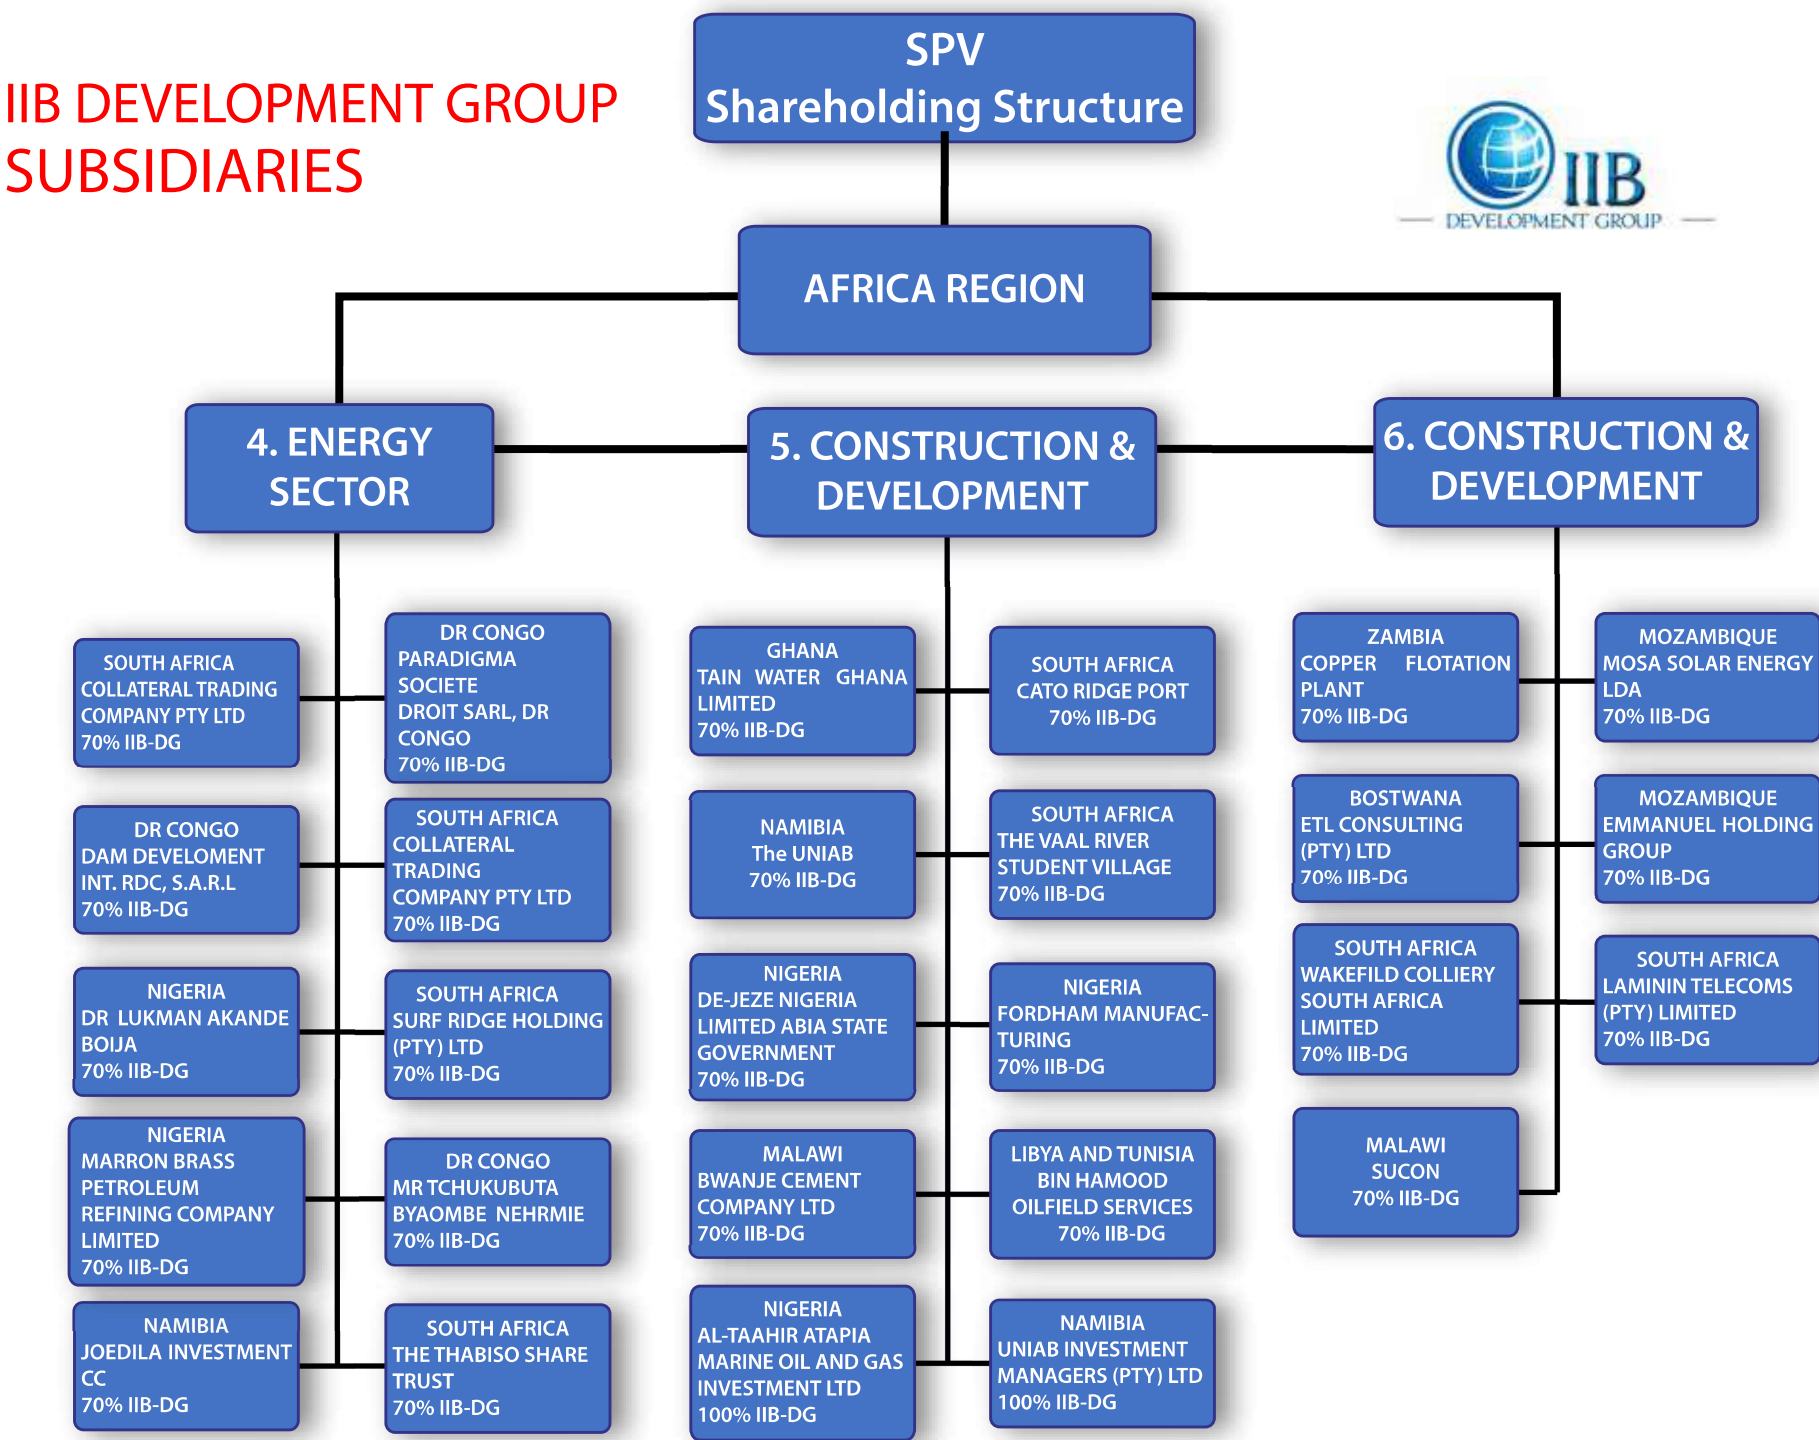 IIB DEVELOPMENT GROUP
SUBSIDIARIES
SPV
Shareholding Structure
IIB
DEVELOPMENT GROUP
AFRICA REGION
4. ENERGY
SECTOR
5. CONSTRUCTION &
DEVELOPMENT
6. CONSTRUCTION &
DEVELOPMENT
SOUTH AFRICA
COLLATERAL TRADING
COMPANY PTY LTD
70% IIB-DG
DR CONGO
PARADIGMA
SOCIETE
DROIT SARL, DR
CONGO
70% IIB-DG
DR CONGO
DAM DEVELOMENT
INT. RDC, S.A.R.L
70% IIB-DG
SOUTH AFRICA
COLLATERAL
TRADING
COMPANY PTY LTD
70% IIB-DG
NIGERIA
DR LUKMAN AKANDE
BOIJA
70% IIB-DG
SOUTH AFRICA
SURF RIDGE HOLDING
(PTY) LTD
70% IIB-DG
NIGERIA
MARRON BRASS
PETROLEUM
REFINING COMPANY
LIMITED
70% IIB-DG
DR CONGO
MR TCHUKUBUTA
BYAOMBE NEHRMIE
70% IIB-DG
NAMIBIA
JOEDILA INVESTMENT
CC
70% IIB-DG
SOUTH AFRICA
THE THABISO SHARE
TRUST
70% IIB-DG
GHANA
TAIN WATER GHANA
LIMITED
70% IIB-DG
SOUTH AFRICA
CATO RIDGE PORT
70% IIB-DG
NAMIBIA
The UNIAB
70% IIB-DG
SOUTH AFRICA
THE VAAL RIVER
STUDENT VILLAGE
70% IIB-DG
NIGERIA
DE-JEZE NIGERIA
LIMITED ABIA STATE
GOVERNMENT
70% IIB-DG
NIGERIA
FORDHAM MANUFAC-
TURING
70% IIB-DG
MALAWI
BWANJE CEMENT
COMPANY LTD
70% IIB-DG
LIBYA AND TUNISIA
BIN HAMOOD
OILFIELD SERVICES
70% IIB-DG
NIGERIA
AL-TAAHIR ATAPIA
MARINE OIL AND GAS
INVESTMENT LTD
100% IIB-DG
NAMIBIA
UNIAB INVESTMENT
MANAGERS (PTY) LTD
100% IIB-DG
ZAMBIA
COPPER FLOTATION
PLANT
70% IIB-DG
MOZAMBIQUE
MOSA SOLAR ENERGY
LDA
70% IIB-DG
BOSTWANA
ETL CONSULTING
(PTY) LTD
70% IIB-DG
MOZAMBIQUE
EMMANUEL HOLDING
GROUP
70% IIB-DG
SOUTH AFRICA
WAKEFILD COLLIERY
SOUTH AFRICA
LIMITED
70% IIB-DG
SOUTH AFRICA
LAMININ TELECOMS
(PTY) LIMITED
70% IIB-DG
MALAWI
SUCON
70% IIB-DG